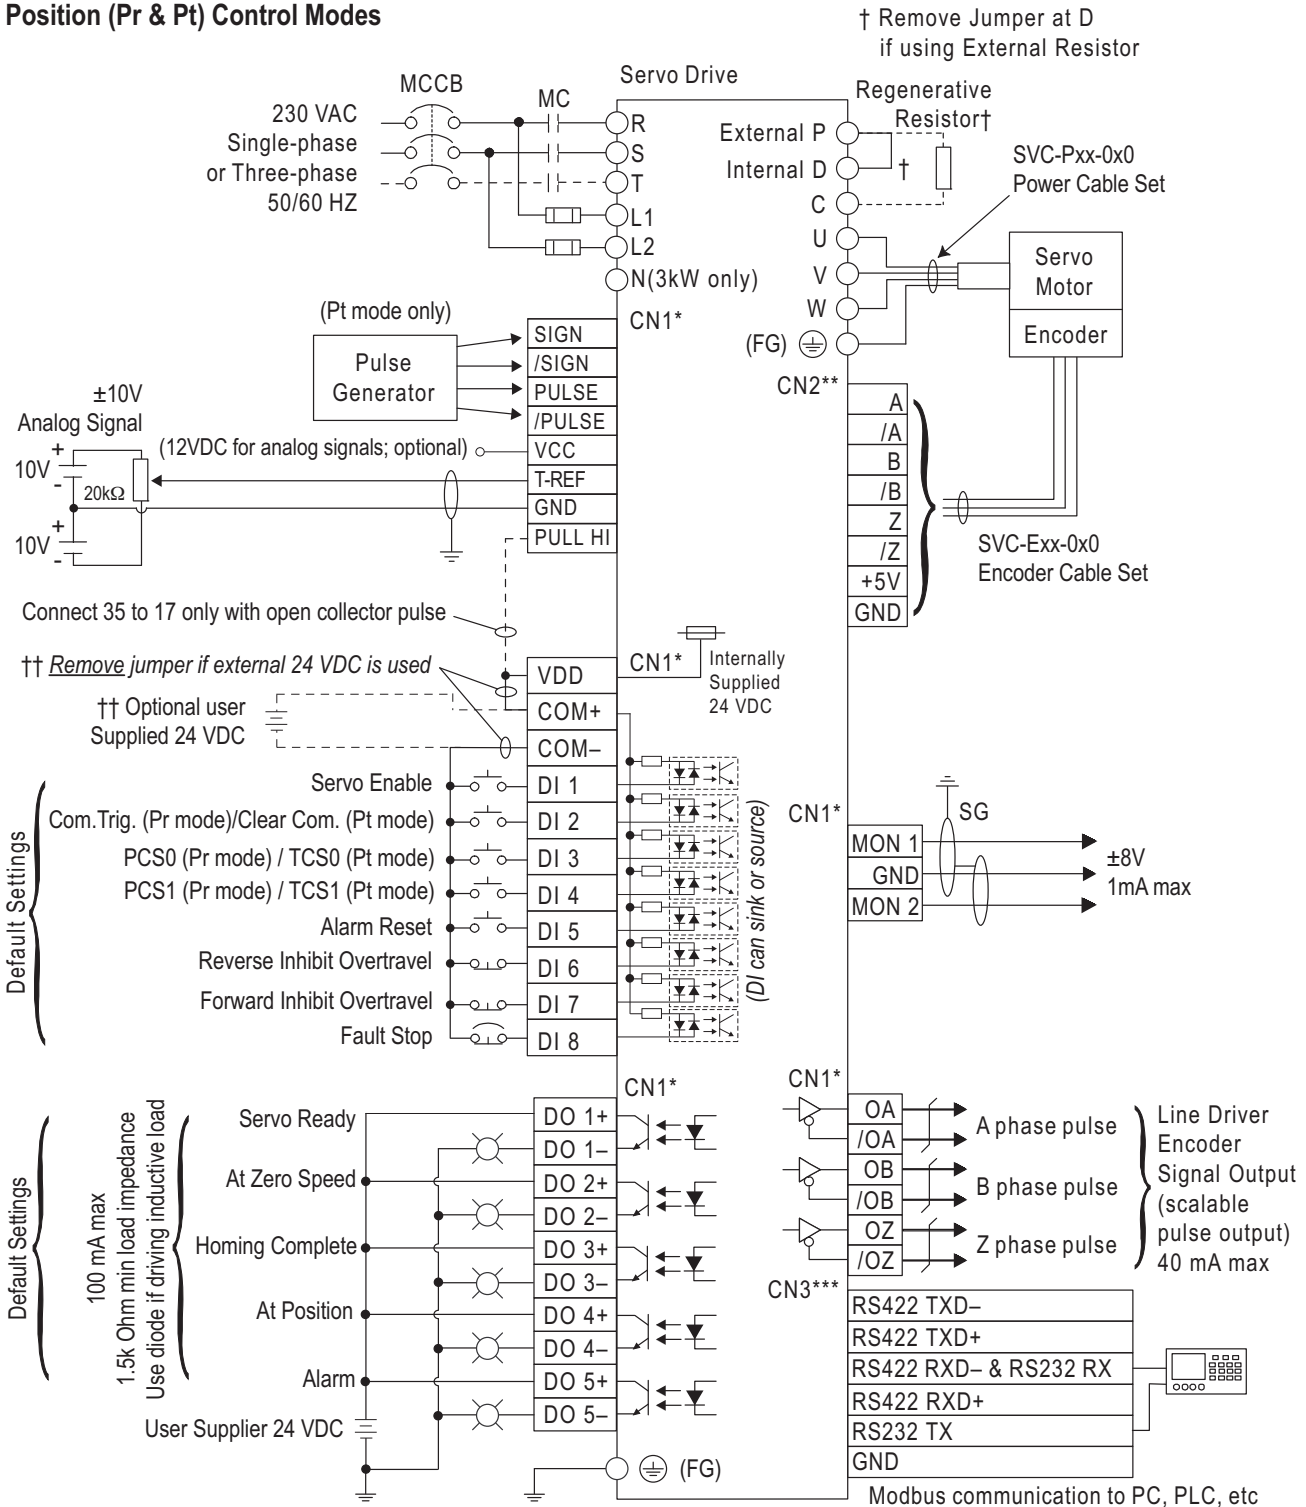 Position (Pr & Pt) Control Modes
† Remove Jumper at D
if using External Resistor
MCCB
MC
Servo Drive
230 VAC
Single-phase
or Three-phase
50/60 HZ
R
S
T
L1
L2
N(3kW only)
External P
Internal D
C
U
V
W
(FG)
Regenerative
Resistor†
†
SVC-Pxx-0x0
Power Cable Set
Servo
Motor
Encoder
(Pt mode only)
Pulse
Generator
CN1*
SIGN
/SIGN
PULSE
/PULSE
VCC
T-REF
GND
PULL HI
±10V
Analog Signal
(12VDC for analog signals; optional)
+
10V
-
20kΩ
+
10V
-
CN2**
A
/A
B
/B
Z
/Z
+5V
GND
SVC-Exx-0x0
Encoder Cable Set
Connect 35 to 17 only with open collector pulse
†† Remove jumper if external 24 VDC is used
†† Optional user
Supplied 24 VDC
CN1*
Internally
Supplied
24 VDC
VDD
COM+
COM–
DI 1
DI 2
DI 3
DI 4
DI 5
DI 6
DI 7
DI 8
Default Settings
Servo Enable
Com.Trig. (Pr mode)/Clear Com. (Pt mode)
PCS0 (Pr mode) / TCS0 (Pt mode)
PCS1 (Pr mode) / TCS1 (Pt mode)
Alarm Reset
Reverse Inhibit Overtravel
Forward Inhibit Overtravel
Fault Stop
(DI can sink or source)
CN1*
SG
MON 1
GND
MON 2
±8V
1mA max
Default Settings
100 mA max
1.5k Ohm min load impedance
Use diode if driving inductive load
Servo Ready
At Zero Speed
Homing Complete
At Position
Alarm
User Supplier 24 VDC
CN1*
DO 1+
DO 1–
DO 2+
DO 2–
DO 3+
DO 3–
DO 4+
DO 4–
DO 5+
DO 5–
(FG)
CN1*
OA
/OA
OB
/OB
OZ
/OZ
A phase pulse
B phase pulse
Z phase pulse
Line Driver
Encoder
Signal Output
(scalable
pulse output)
40 mA max
CN3***
RS422 TXD–
RS422 TXD+
RS422 RXD– & RS232 RX
RS422 RXD+
RS232 TX
GND
Modbus communication to PC, PLC, etc